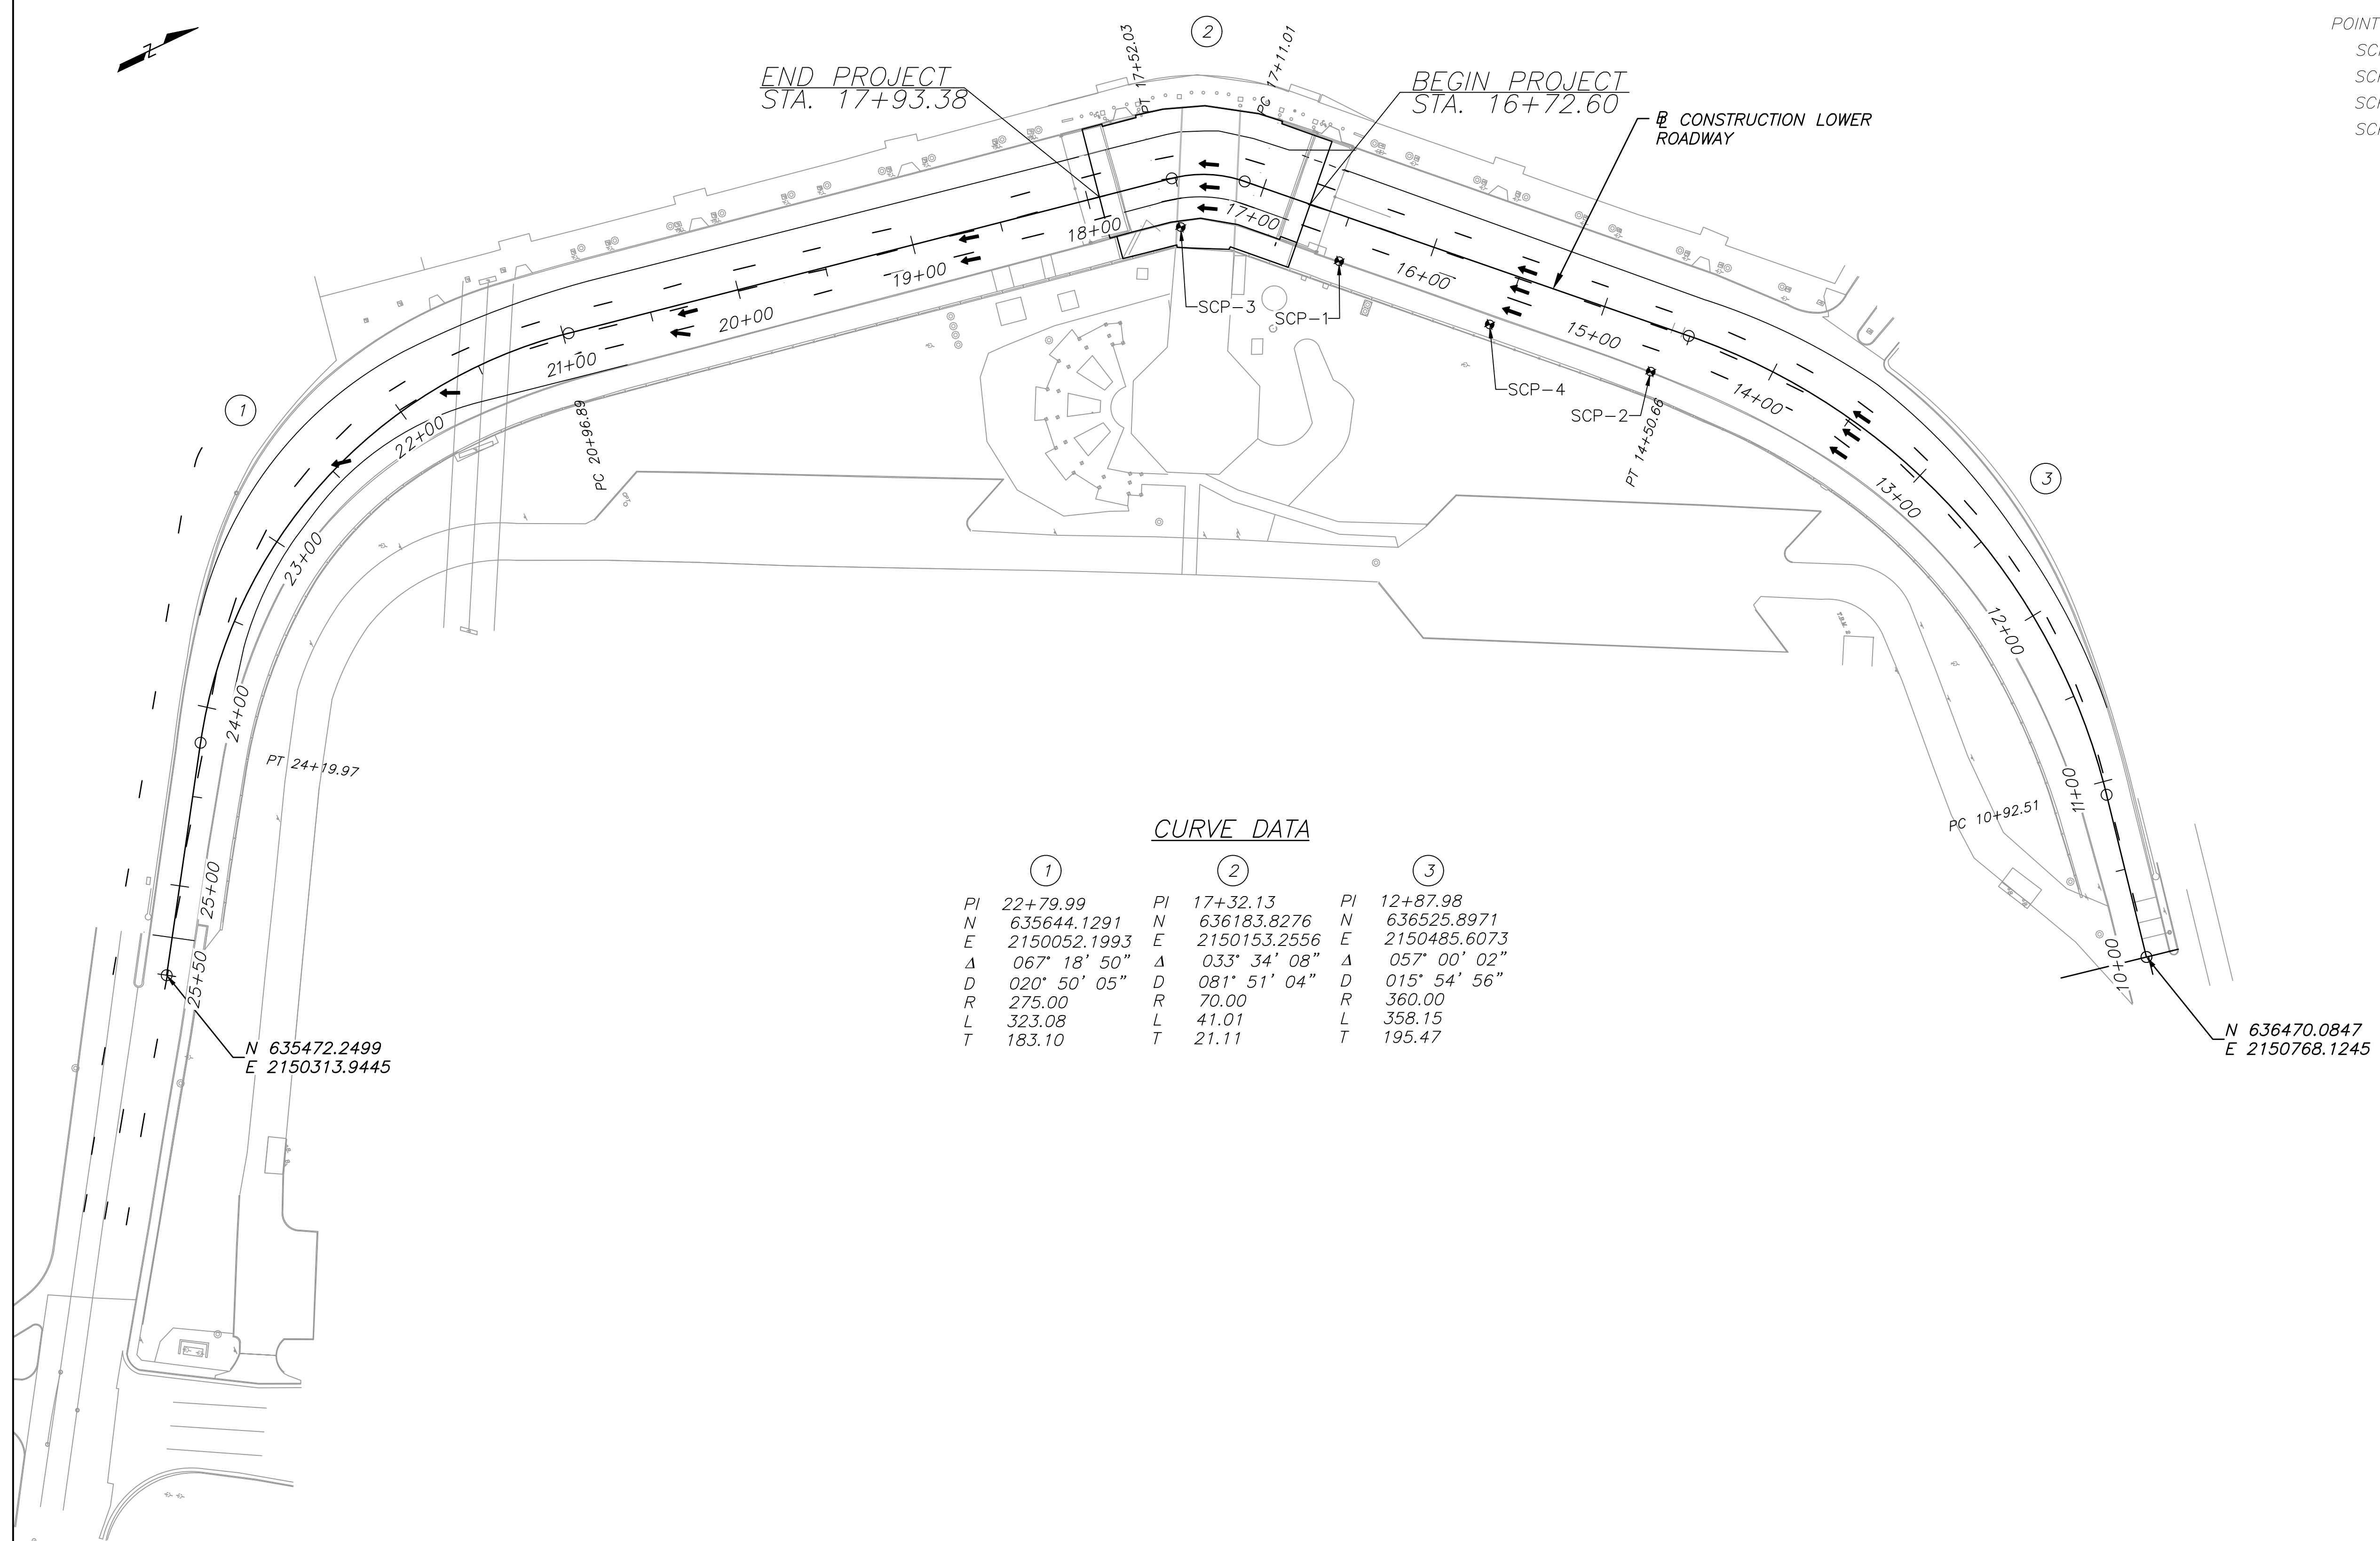 Z
2
POINT
SCP
SCP
SCP
SCP
PT 17+52.03
PC 17+11.01
END PROJECT
STA. 17+93.38
BEGIN PROJECT
STA. 16+72.60
BL CONSTRUCTION LOWER
ROADWAY
18+00
17+00
19+00
16+00
20+00
15+00
21+00
14+00
22+00
13+00
23+00
12+00
24+00
11+00
25+00
10+00
25+50
SCP-3
SCP-1
SCP-4
SCP-2
1
3
PC 20+96.89
PT 14+50.66
PT 24+19.97
PC 10+92.51
N 635472.2499
E 2150313.9445
N 636470.0847
E 2150768.1245
CURVE DATA
1 2 3
PI 22+79.99 PI 17+32.13 PI 12+87.98
N 635644.1291 N 636183.8276 N 636525.8971
E 2150052.1993 E 2150153.2556 E 2150485.6073
Δ 067° 18' 50" Δ 033° 34' 08" Δ 057° 00' 02"
D 020° 50' 05" D 081° 51' 04" D 015° 54' 56"
R 275.00 R 70.00 R 360.00
L 323.08 L 41.01 L 358.15
T 183.10 T 21.11 T 195.47